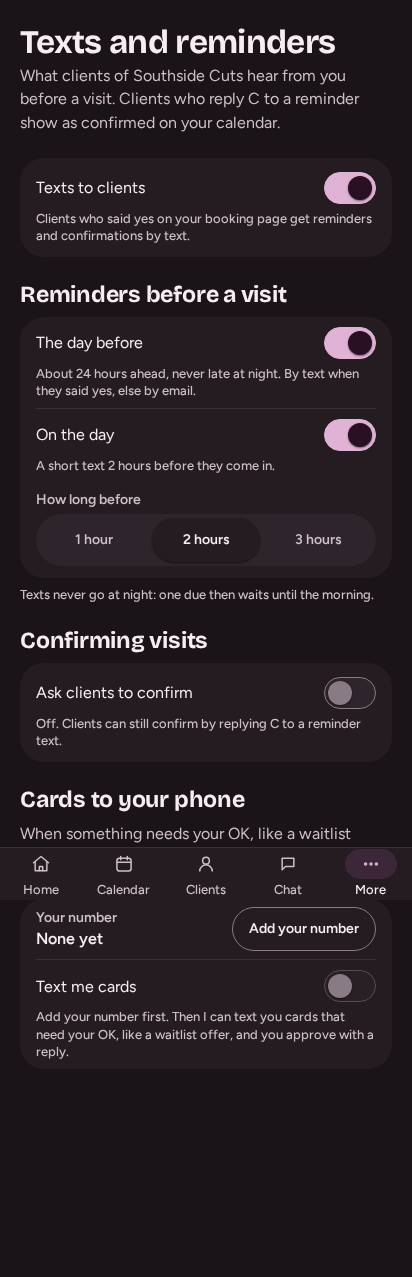 Texts and reminders
What clients of Southside Cuts hear from you
before a visit. Clients who reply C to a reminder
show as confirmed on your calendar.
Texts to clients
Clients who said yes on your booking page get reminders
and confirmations by text.
Reminders before a visit
The day before
About 24 hours ahead, never late at night. By text when
they said yes, else by email.
On the day
A short text 2 hours before they come in.
How long before
1 hour 2 hours 3 hours
Texts never go at night: one due then waits until the morning.
Confirming visits
Ask clients to confirm
Off. Clients can still confirm by replying C to a reminder
text.
Cards to your phone
When something needs your OK, like a waitlist
Home Calendar Clients Chat More
Your number
None yet
Add your number
Text me cards
Add your number first. Then I can text you cards that
need your OK, like a waitlist offer, and you approve with a
reply.